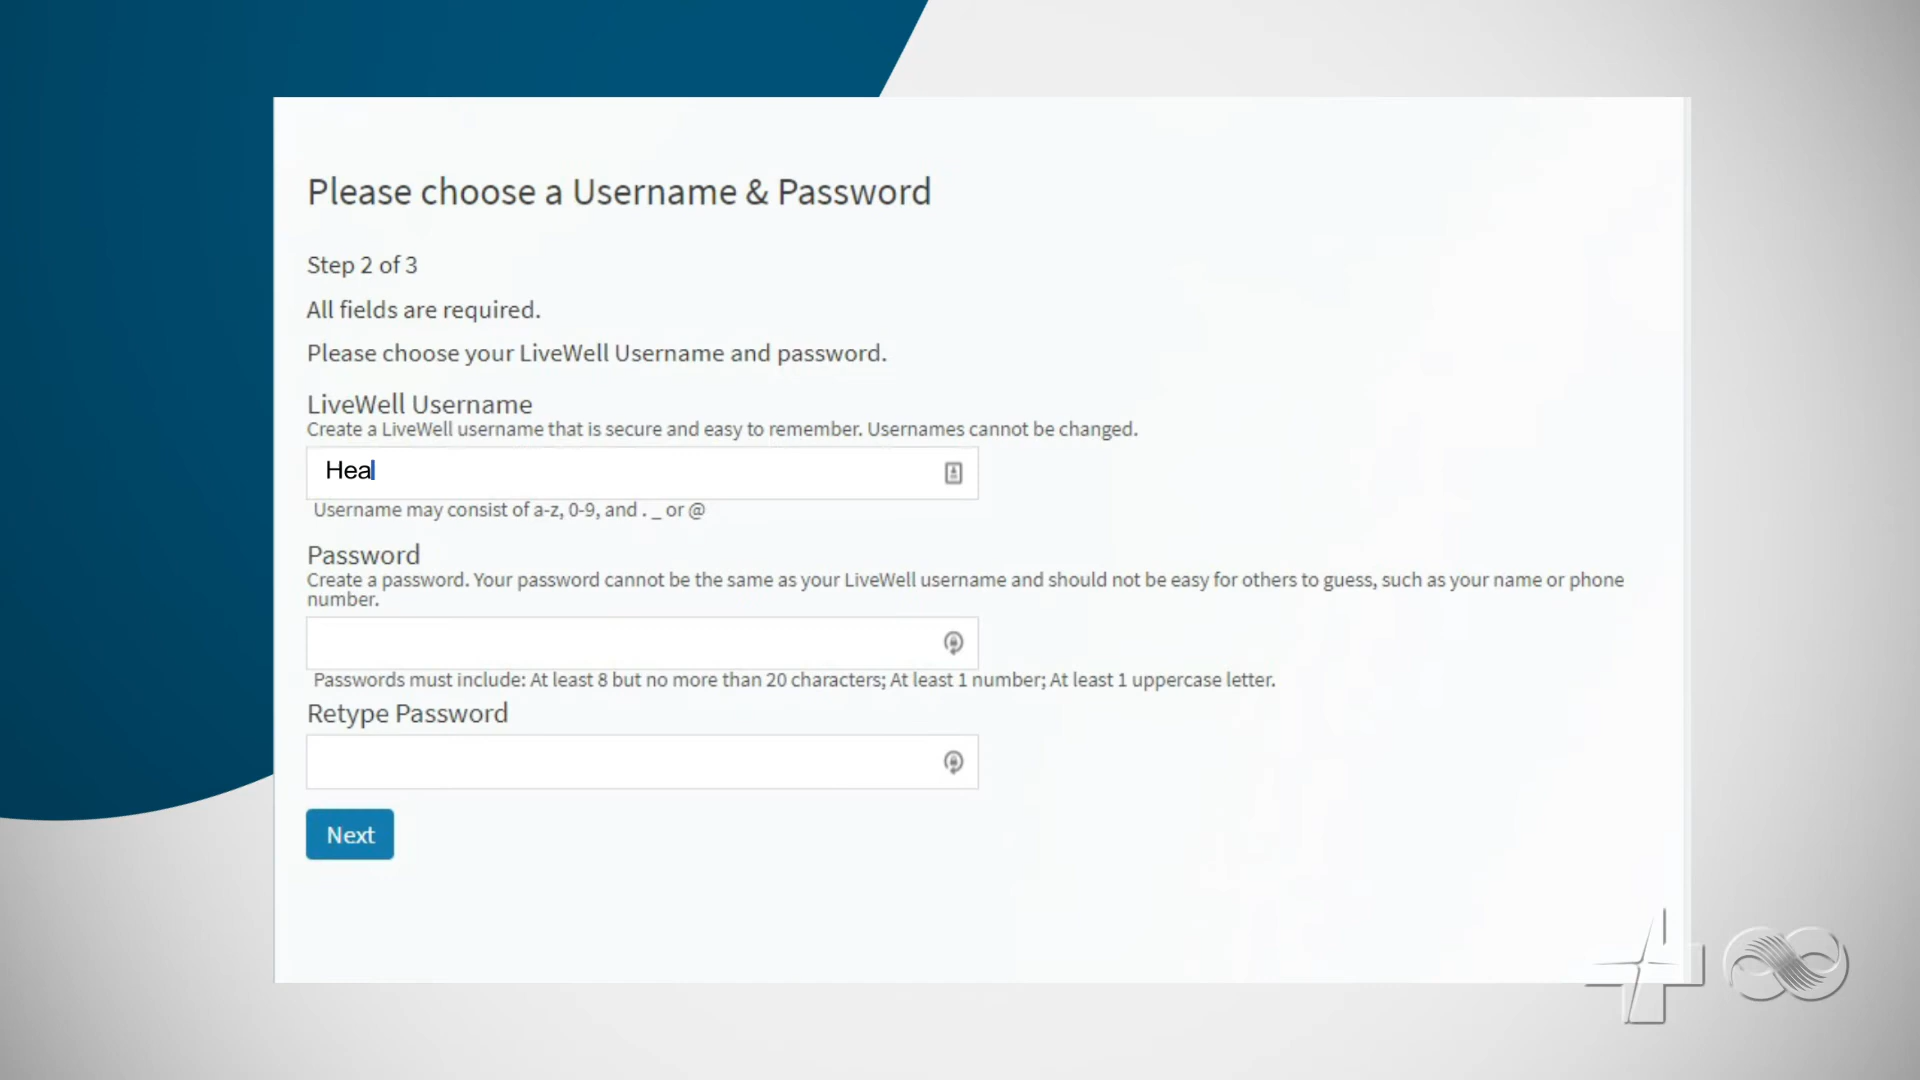 Please choose a Username & Password
Step 2 of 3
All fields are required.
Please choose your LiveWell Username and password.
LiveWell Username
Create a LiveWell username that is secure and easy to remember. Usernames cannot be changed.
Hea
Username may consist of a-z, 0-9, and . _ or @
Password
Create a password. Your password cannot be the same as your LiveWell username and should not be easy for others to guess, such as your name or phone
number.
Passwords must include: At least 8 but no more than 20 characters; At least 1 number; At least 1 uppercase letter.
Retype Password
Next